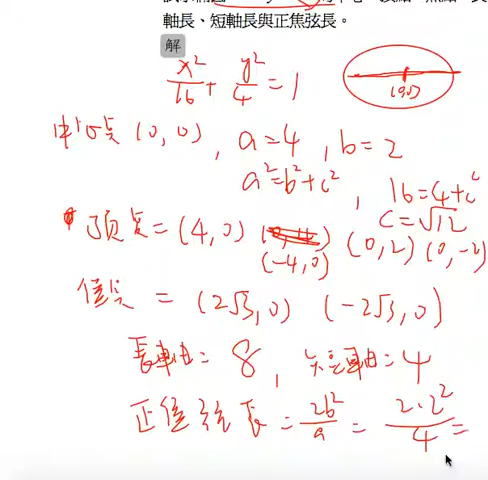 軸長、短軸長與正焦弦長。
解
x²/16 + y²/4 = 1
(0,0)
中心點 (0, 0), a=4, b=2
a²=b²+c², 16=4+c²
c=√12
頂點=(4,0) (-4,0) (0,2) (0,-2)
焦點 = (2√3,0) (-2√3,0)
長軸=8, 短軸=4
正焦弦長=2b²/a=2·2²/4=